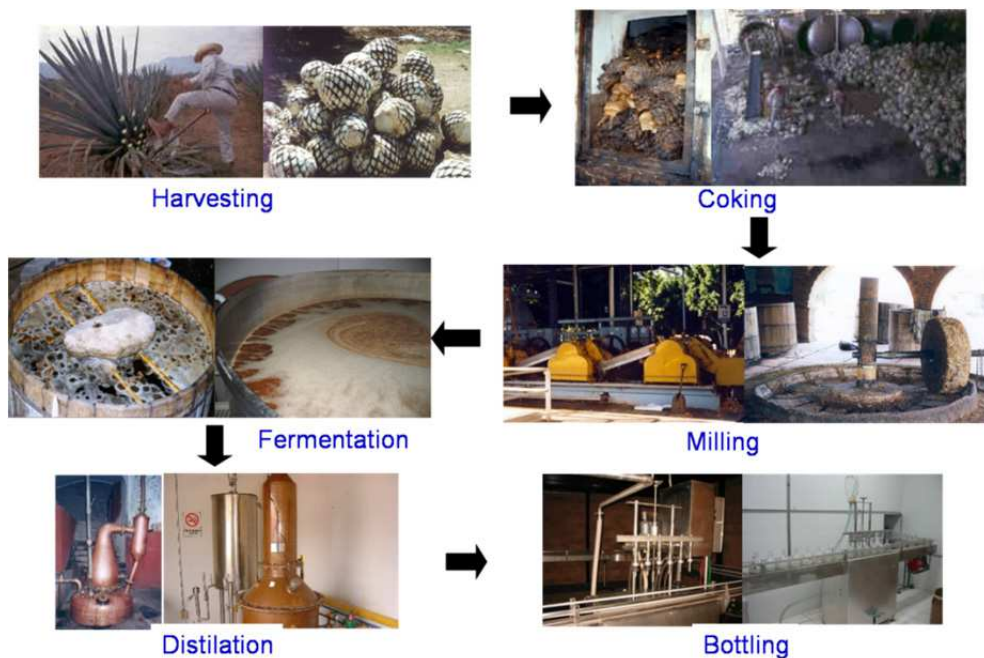 Harvesting
Coking
Milling
Fermentation
Distilation
Bottling